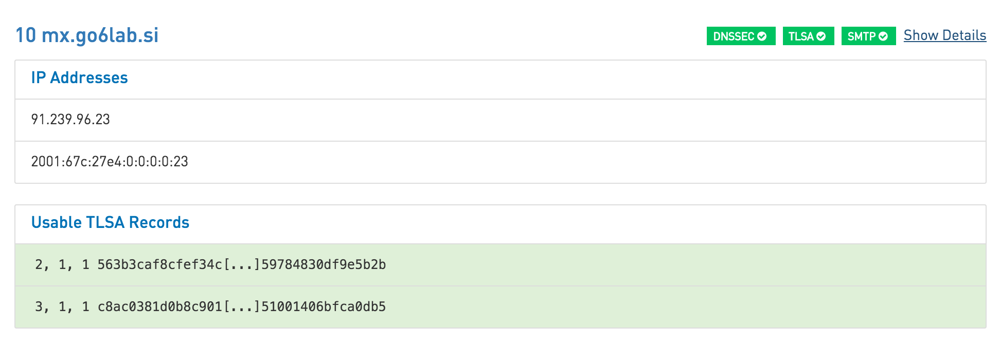 10 mx.go6lab.si
DNSSEC TLSA SMTP Show Details
IP Addresses
91.239.96.23
2001:67c:27e4:0:0:0:0:23
Usable TLSA Records
2, 1, 1 563b3caf8cfef34c[...]59784830df9e5b2b
3, 1, 1 c8ac0381d0b8c901[...]51001406bfca0db5